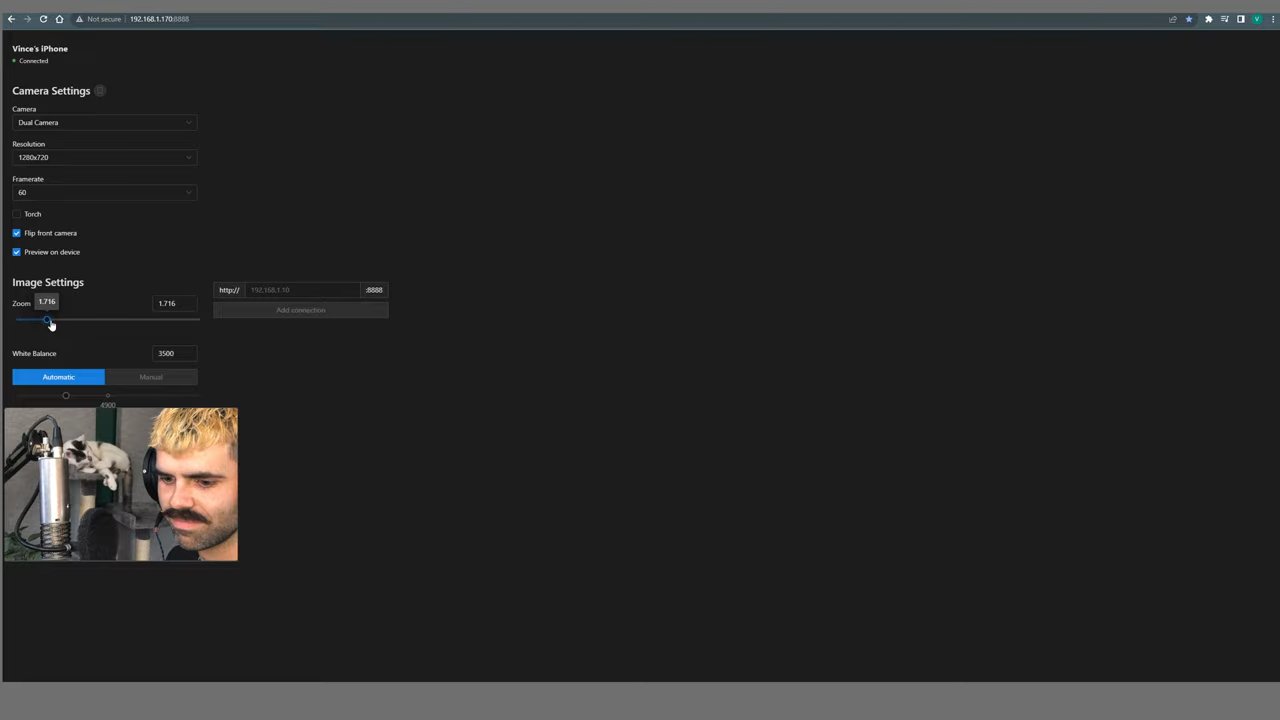 Not secure
192.168.1.170:8888
V
Vince's iPhone
Connected
Camera Settings
Camera
Dual Camera
Resolution
1280x720
Framerate
60
Torch
Flip front camera
Preview on device
Image Settings
http:// 192.168.1.10 :8888
Zoom 1.716 1.716
Add connection
White Balance 3500
Automatic Manual
4900